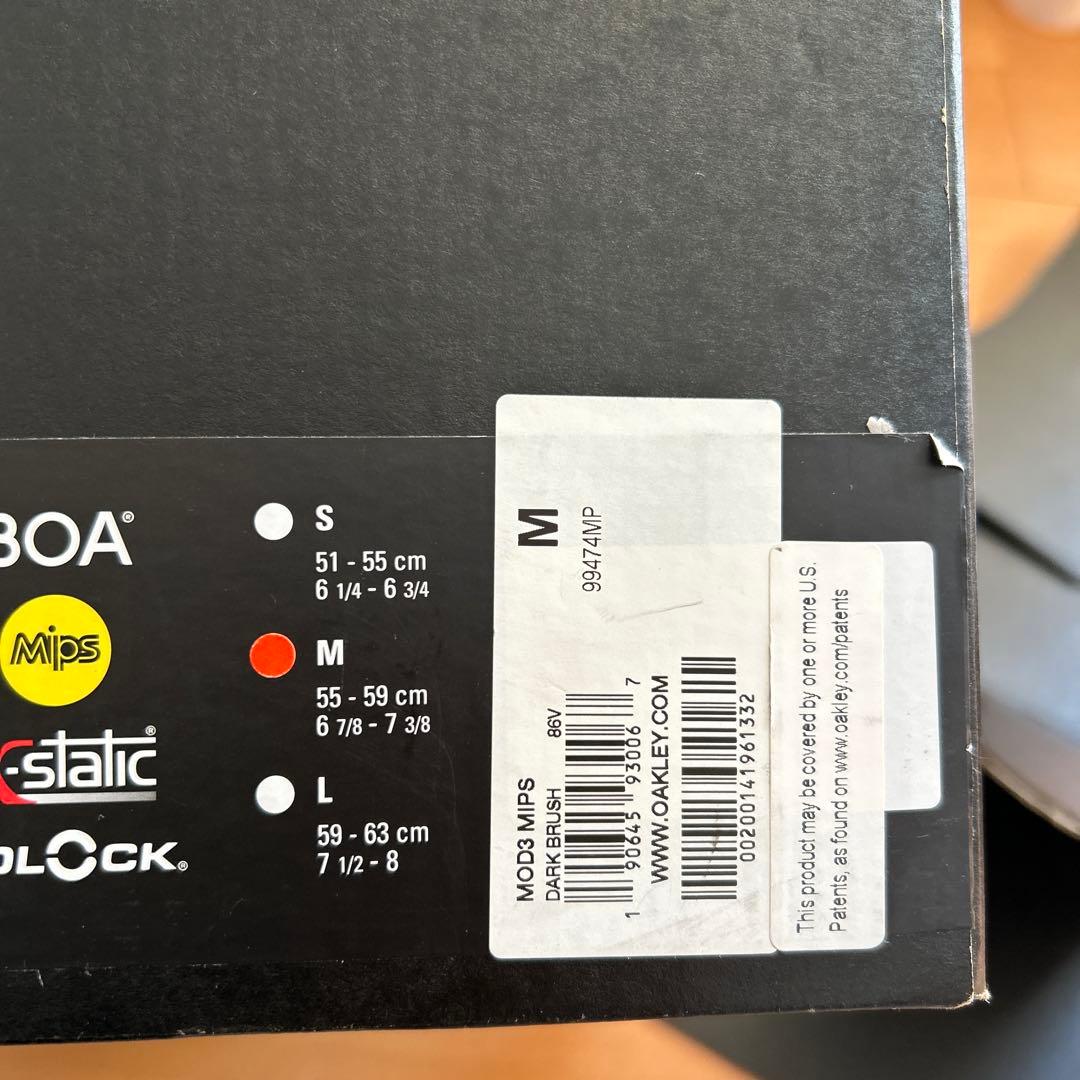 BOA®
Mips
-static®
LOCK®
S
51 - 55 cm
6 1/4 - 6 3/4
M
55 - 59 cm
6 7/8 - 7 3/8
L
59 - 63 cm
7 1/2 - 8
M
99474MP
MOD3 MIPS
DARK BRUSH 86V
1 90645 93006 7
WWW.OAKLEY.COM
0020014196​1332
This product may be covered by one or more U.S.
Patents, as found on www.oakley.com/patents